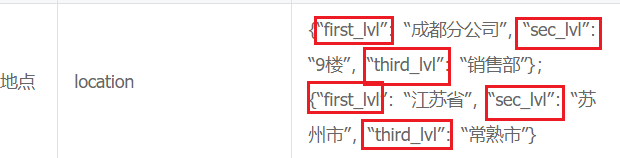 {“first_lvl”: “成都分公司”, “sec_lvl”:
“9楼”, “third_lvl”: “销售部”};
地点 location
{“first_lvl”: “江苏省”, “sec_lvl”: “苏
州市”, “third_lvl”: “常熟市”}